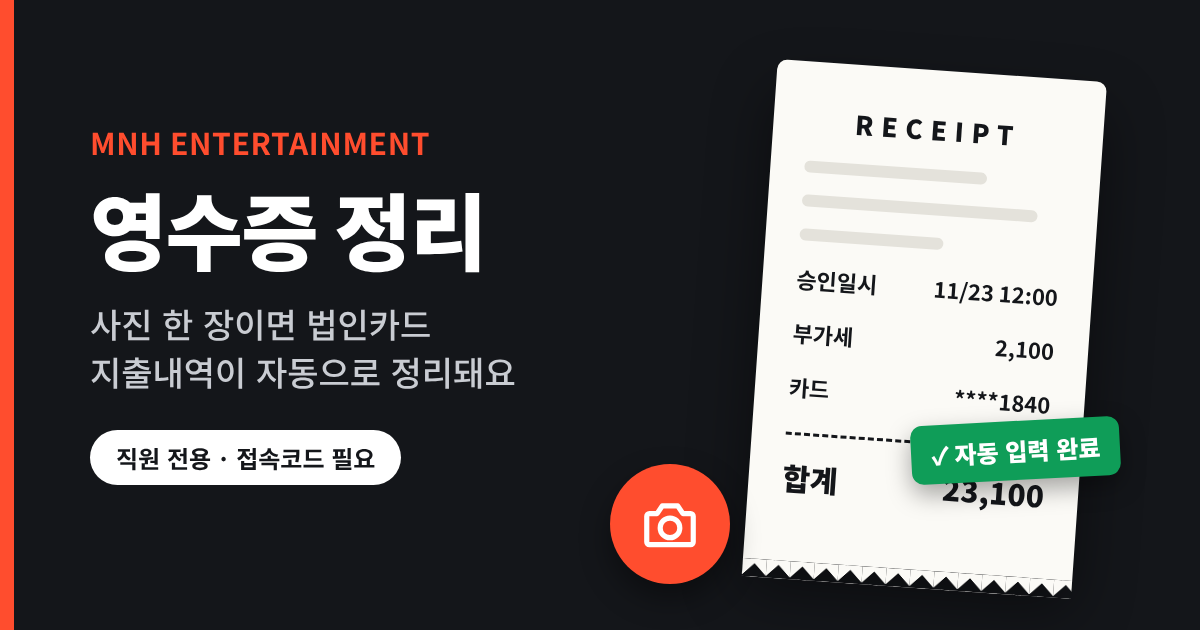 MNH ENTERTAINMENT
영수증 정리
사진 한 장이면 법인카드
지출내역이 자동으로 정리돼요
직원 전용 · 접속코드 필요
RECEIPT
승인일시 11/23 12:00
부가세 2,100
카드 ****1840
✓ 자동 입력 완료
합계 23,100